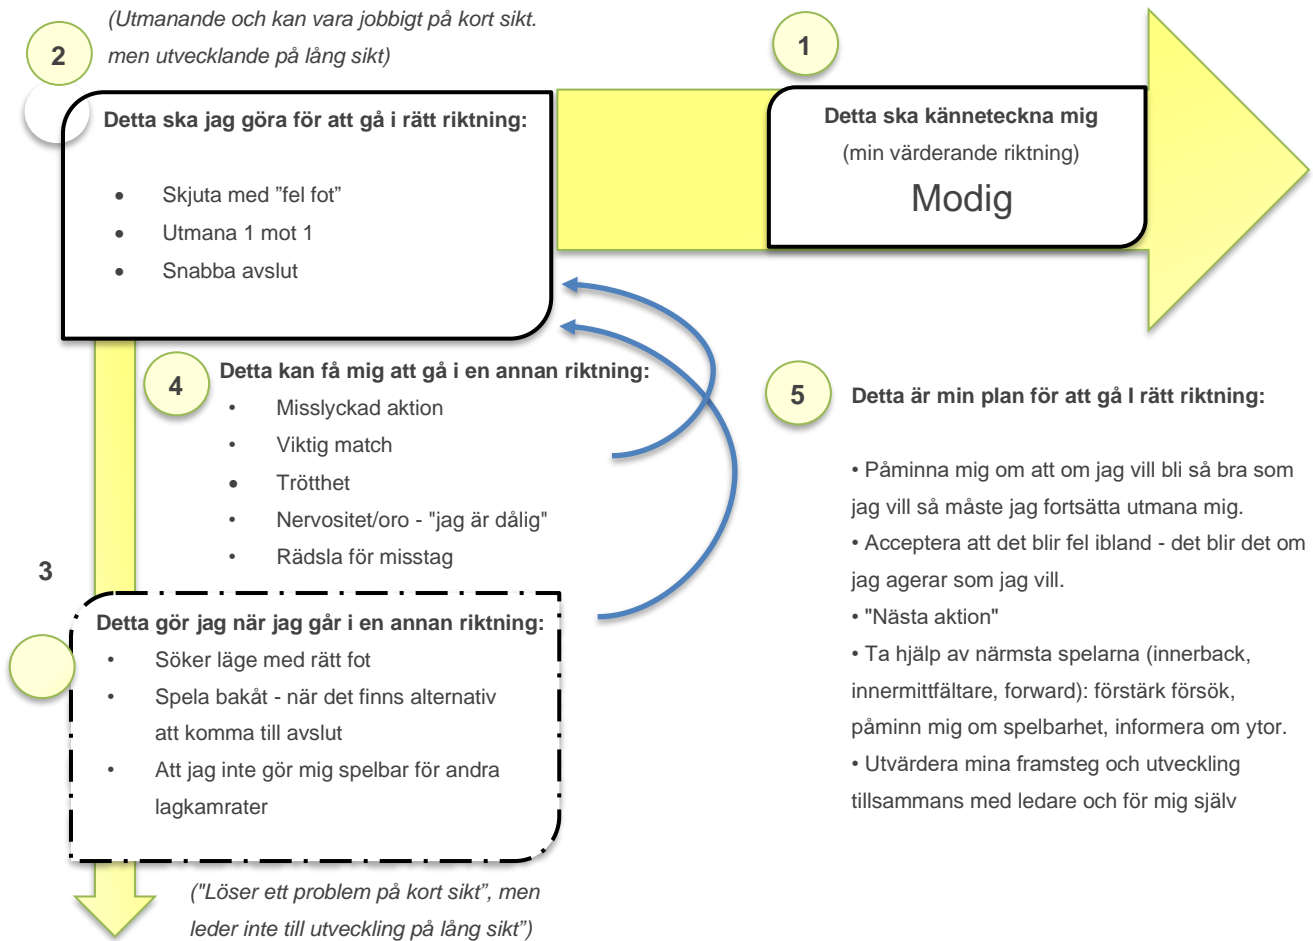 (Utmanande och kan vara jobbigt på kort sikt.
men utvecklande på lång sikt)
2
Detta ska jag göra för att gå i rätt riktning:
• Skjuta med ”fel fot”
• Utmana 1 mot 1
• Snabba avslut
1
Detta ska känneteckna mig
(min värderande riktning)
Modig
4
Detta kan få mig att gå i en annan riktning:
• Misslyckad aktion
• Viktig match
• Trötthet
• Nervositet/oro - "jag är dålig"
• Rädsla för misstag
3
Detta gör jag när jag går i en annan riktning:
• Söker läge med rätt fot
• Spela bakåt - när det finns alternativ
att komma till avslut
• Att jag inte gör mig spelbar för andra
lagkamrater
("Löser ett problem på kort sikt”, men
leder inte till utveckling på lång sikt”)
5
Detta är min plan för att gå I rätt riktning:
• Påminna mig om att om jag vill bli så bra som
jag vill så måste jag fortsätta utmana mig.
• Acceptera att det blir fel ibland - det blir det om
jag agerar som jag vill.
• "Nästa aktion"
• Ta hjälp av närmsta spelarna (innerback,
innermittfältare, forward): förstärk försök,
påminn mig om spelbarhet, informera om ytor.
• Utvärdera mina framsteg och utveckling
tillsammans med ledare och för mig själv